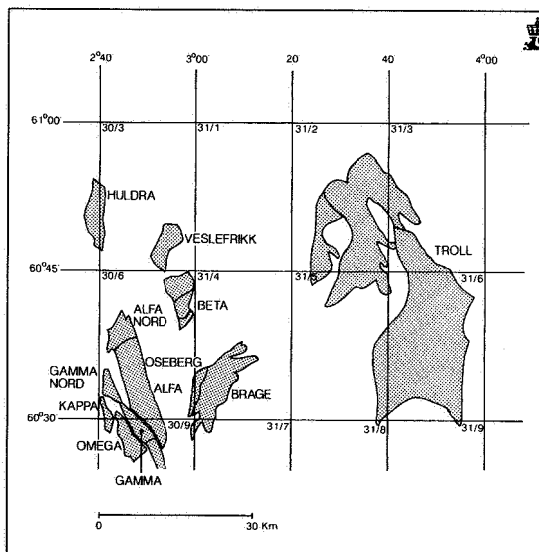 2°40' 3°00' 20 40 4°00'
61°00'
30/3 31/1 31/2 31/3
HULDRA
VESLEFRIKK
TROLL
60°45'
30/6 31/4 31/5 31/6
ALFA
NORD
BETA
OSEBERG
GAMMA
NORD
ALFA
KAPPA
BRAGE
60°30'
30/9 31/7 31/8 31/9
OMEGA
GAMMA
0 30 Km